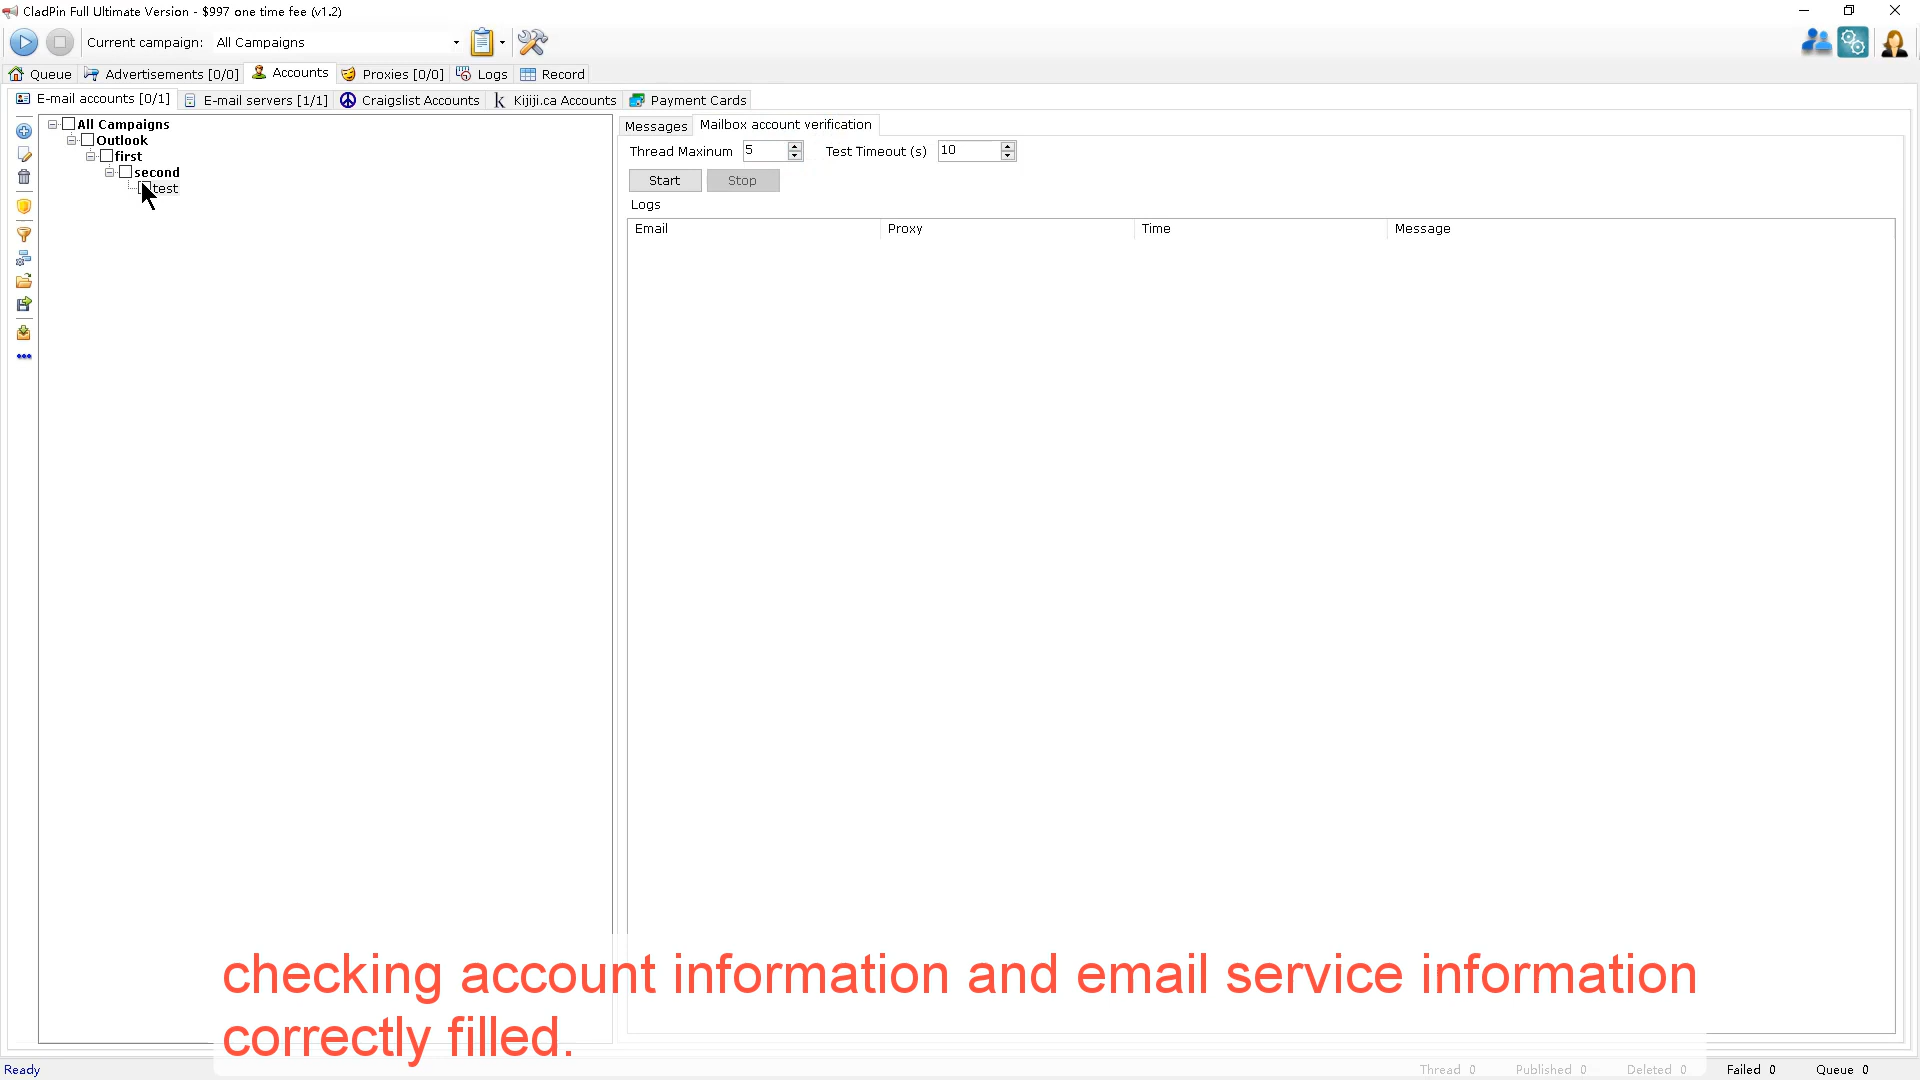 CladPin Full Ultimate Version - $997 one time fee (v1.2)
Current campaign: All Campaigns
Queue Advertisements [0/0] Accounts Proxies [0/0] Logs Record
E-mail accounts [0/1] E-mail servers [1/1] Craigslist Accounts Kijiji.ca Accounts Payment Cards
All Campaigns
Outlook
first
second
test
Messages Mailbox account verification
Thread Maxinum 5 Test Timeout (s) 10
Start Stop
Logs
Email Proxy Time Message
checking account information and email service information
correctly filled.
Ready Thread 0 Published 0 Deleted 0 Failed 0 Queue 0